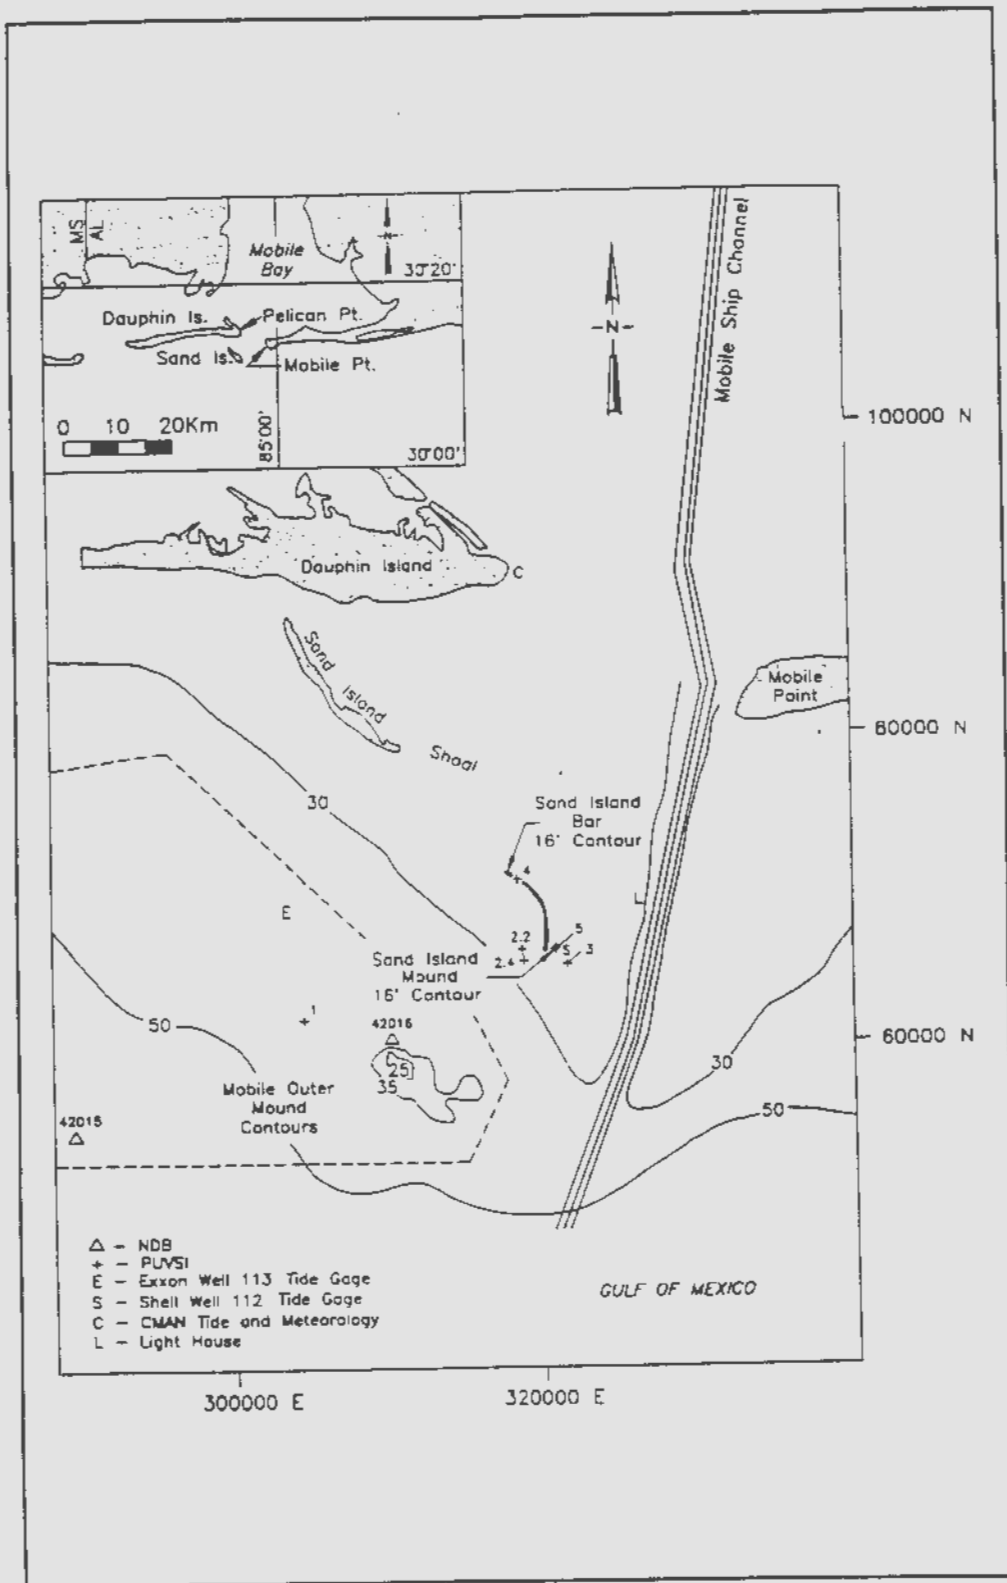 MS
AL
Mobile
Bay
N
30°20'
Dauphin Is.
Pelican Pt.
Sand Is.
Mobile Pt.
0 10 20Km
85°00'
30°00'
Mobile Ship Channel
-N-
100000 N
Dauphin Island
C
Sand Island Shoal
Mobile
Point
80000 N
30
Sand Island
Bar
16' Contour
4
L
E
2.2
5
2.4
S
3
Sand Island
Mound
16' Contour
1
50
42016
60000 N
30
25
35
Mobile Outer
Mound
Contours
50
42015
△ - NDB
+ - PUVSI
E - Exxon Well 113 Tide Gage
S - Shell Well 112 Tide Gage
C - CMAN Tide and Meteorology
L - Light House
GULF OF MEXICO
300000 E
320000 E